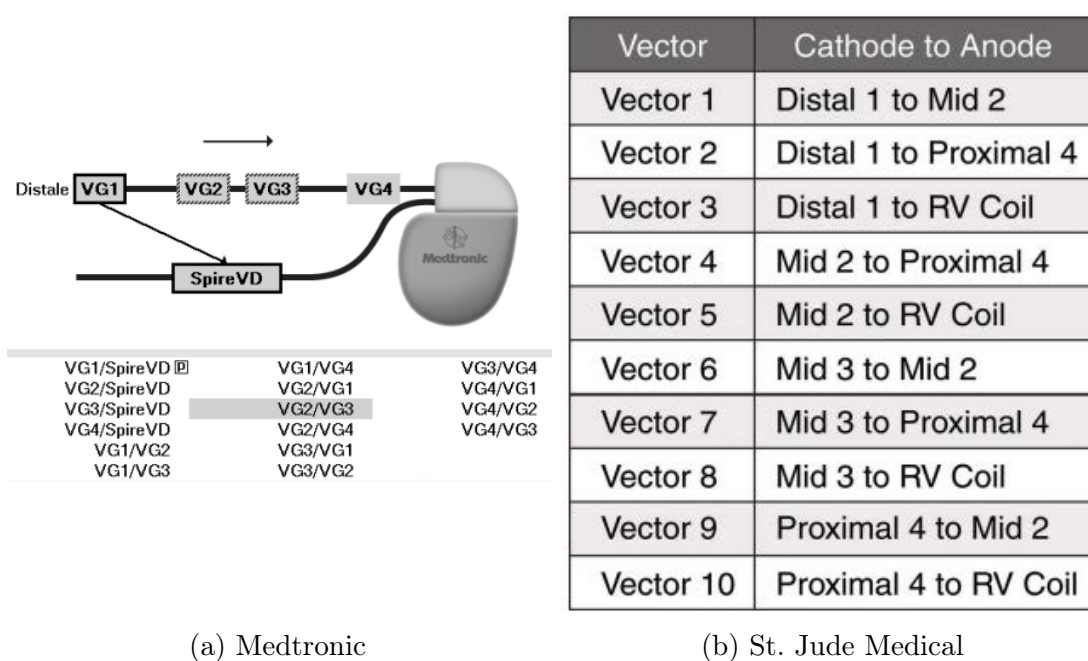 Distale VG1 VG2 VG3 VG4
Medtronic
SpireVD
VG1/SpireVD P VG1/VG4 VG3/VG4
VG2/SpireVD VG2/VG1 VG4/VG1
VG3/SpireVD VG2/VG3 VG4/VG2
VG4/SpireVD VG2/VG4 VG4/VG3
VG1/VG2 VG3/VG1
VG1/VG3 VG3/VG2
(a) Medtronic
Vector Cathode to Anode
Vector 1 Distal 1 to Mid 2
Vector 2 Distal 1 to Proximal 4
Vector 3 Distal 1 to RV Coil
Vector 4 Mid 2 to Proximal 4
Vector 5 Mid 2 to RV Coil
Vector 6 Mid 3 to Mid 2
Vector 7 Mid 3 to Proximal 4
Vector 8 Mid 3 to RV Coil
Vector 9 Proximal 4 to Mid 2
Vector 10 Proximal 4 to RV Coil
(b) St. Jude Medical